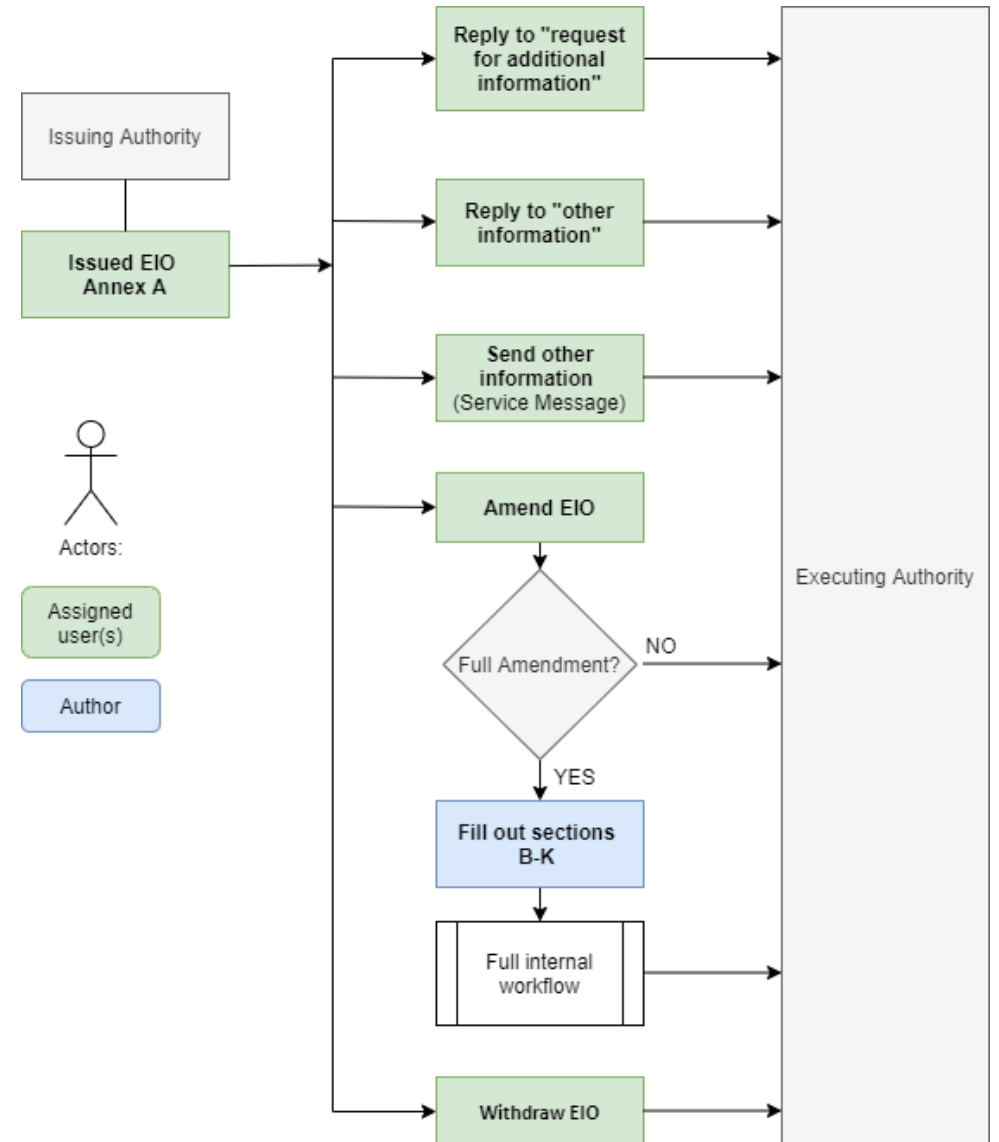 Issuing Authority
Issued EIO
Annex A
Actors:
Assigned
user(s)
Author
Reply to "request
for additional
information"
Reply to "other
information"
Send other
information
(Service Message)
Amend EIO
Full Amendment?
NO
YES
Fill out sections
B-K
Full internal
workflow
Withdraw EIO
Executing Authority